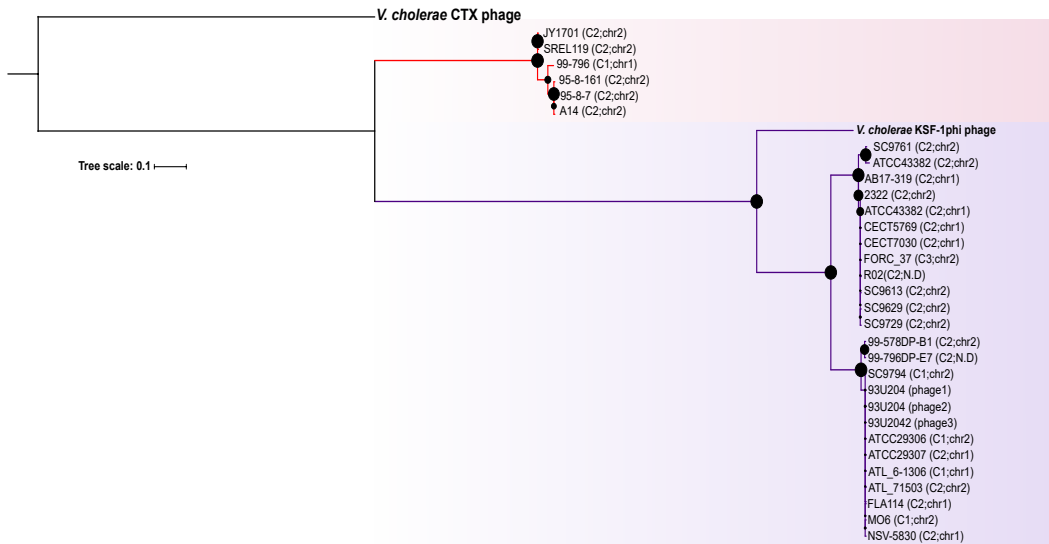 V. cholerae CTX phage
JY1701 (C2;chr2)
SREL119 (C2;chr2)
99-796 (C1;chr1)
95-8-161 (C2;chr2)
95-8-7 (C2;chr2)
A14 (C2;chr2)
V. cholerae KSF-1phi phage
SC9761 (C2;chr2)
Tree scale: 0.1
ATCC43382 (C2;chr2)
AB17-319 (C2;chr1)
2322 (C2;chr2)
ATCC43382 (C2;chr1)
CECT5769 (C2;chr1)
CECT7030 (C2;chr1)
FORC_37 (C3;chr2)
R02(C2;N.D)
SC9613 (C2;chr2)
SC9629 (C2;chr2)
SC9729 (C2;chr2)
99-578DP-B1 (C2;chr2)
99-796DP-E7 (C2;N.D)
SC9794 (C1;chr2)
93U204 (phage1)
93U204 (phage2)
93U2042 (phage3)
ATCC29306 (C1;chr2)
ATCC29307 (C2;chr1)
ATL_6-1306 (C1;chr1)
ATL_71503 (C2;chr2)
FLA114 (C2;chr1)
MO6 (C1;chr2)
NSV-5830 (C2;chr1)